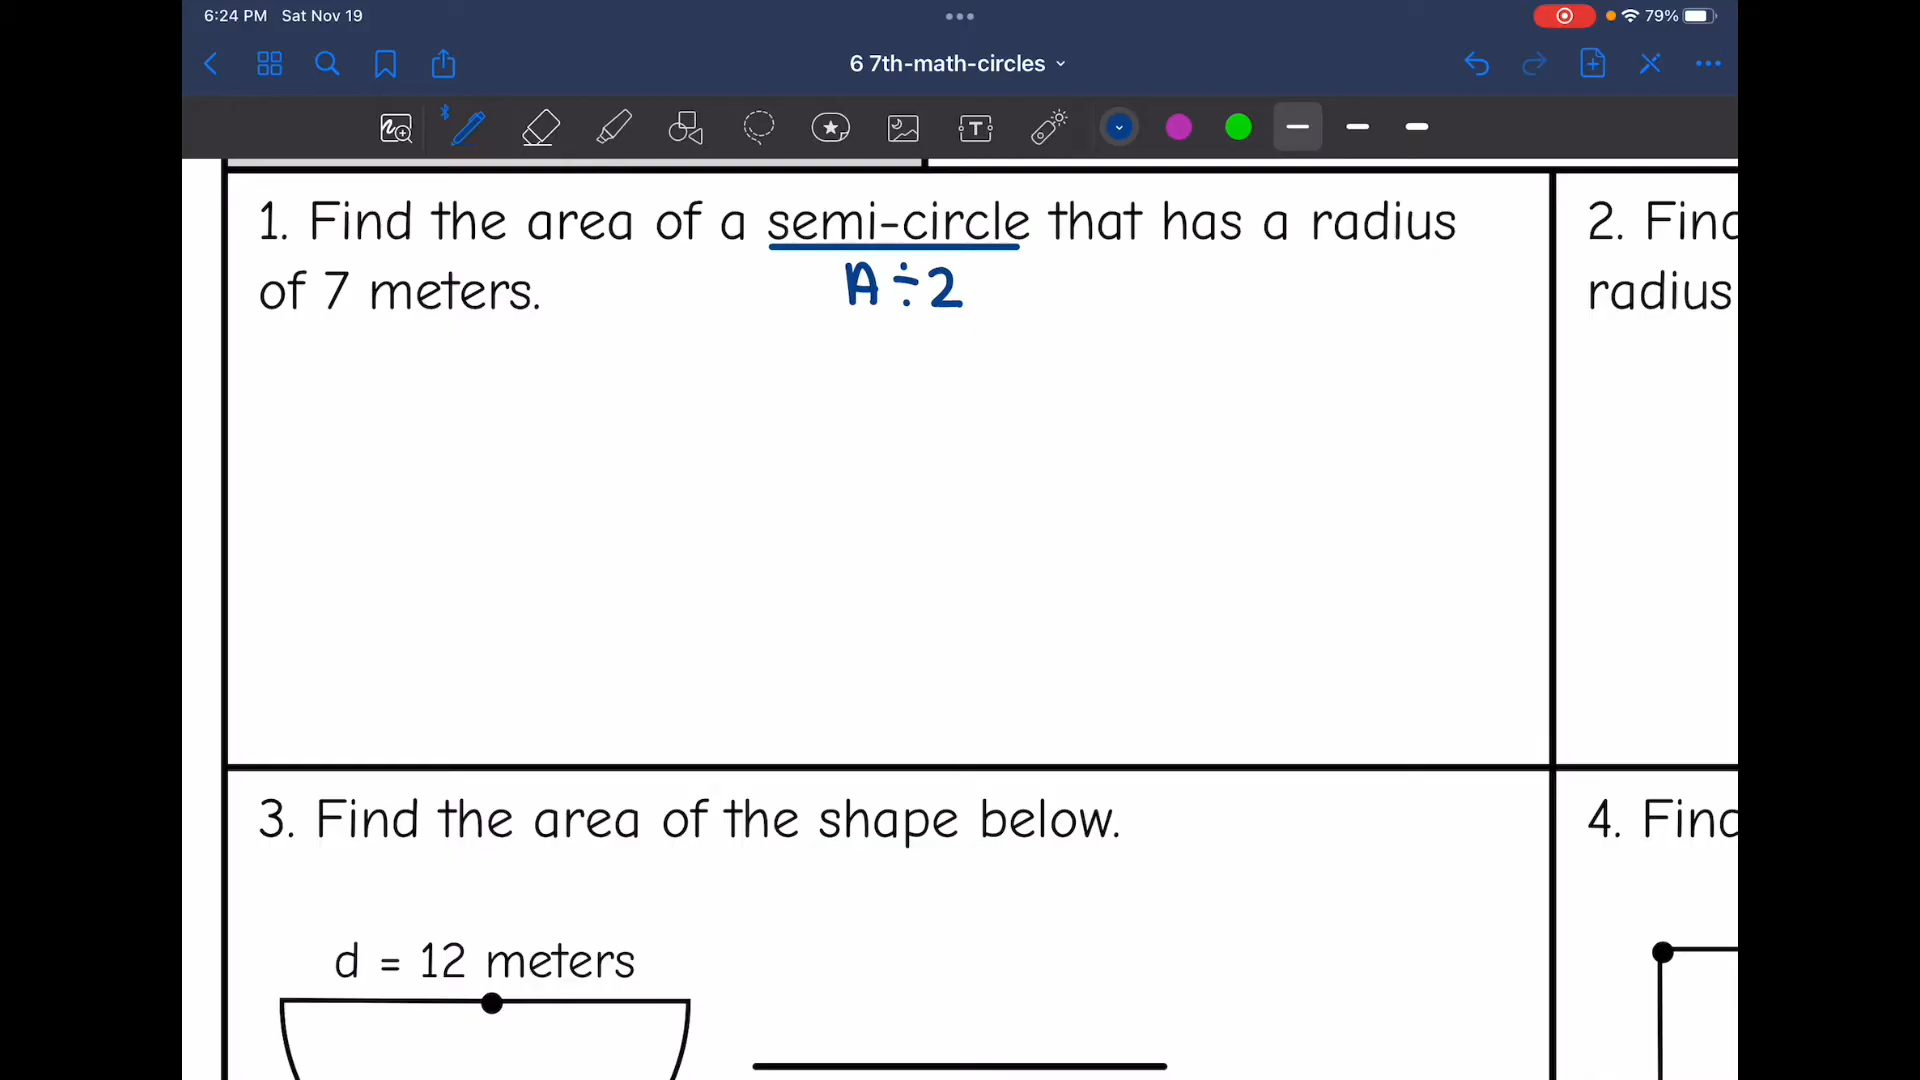 6:24 PM Sat Nov 19
79%
6 7th-math-circles
T
1. Find the area of a semi-circle that has a radius
of 7 meters.
A ÷ 2
2. Find
radius
3. Find the area of the shape below.
d = 12 meters
4. Find